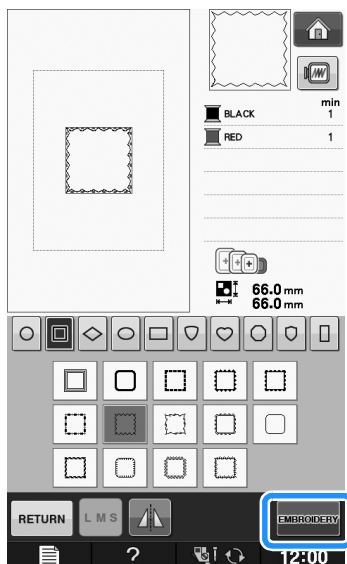 min
BLACK 1
RED 1
66.0 mm
66.0 mm
RETURN L M S EMBROIDERY
? 12:00